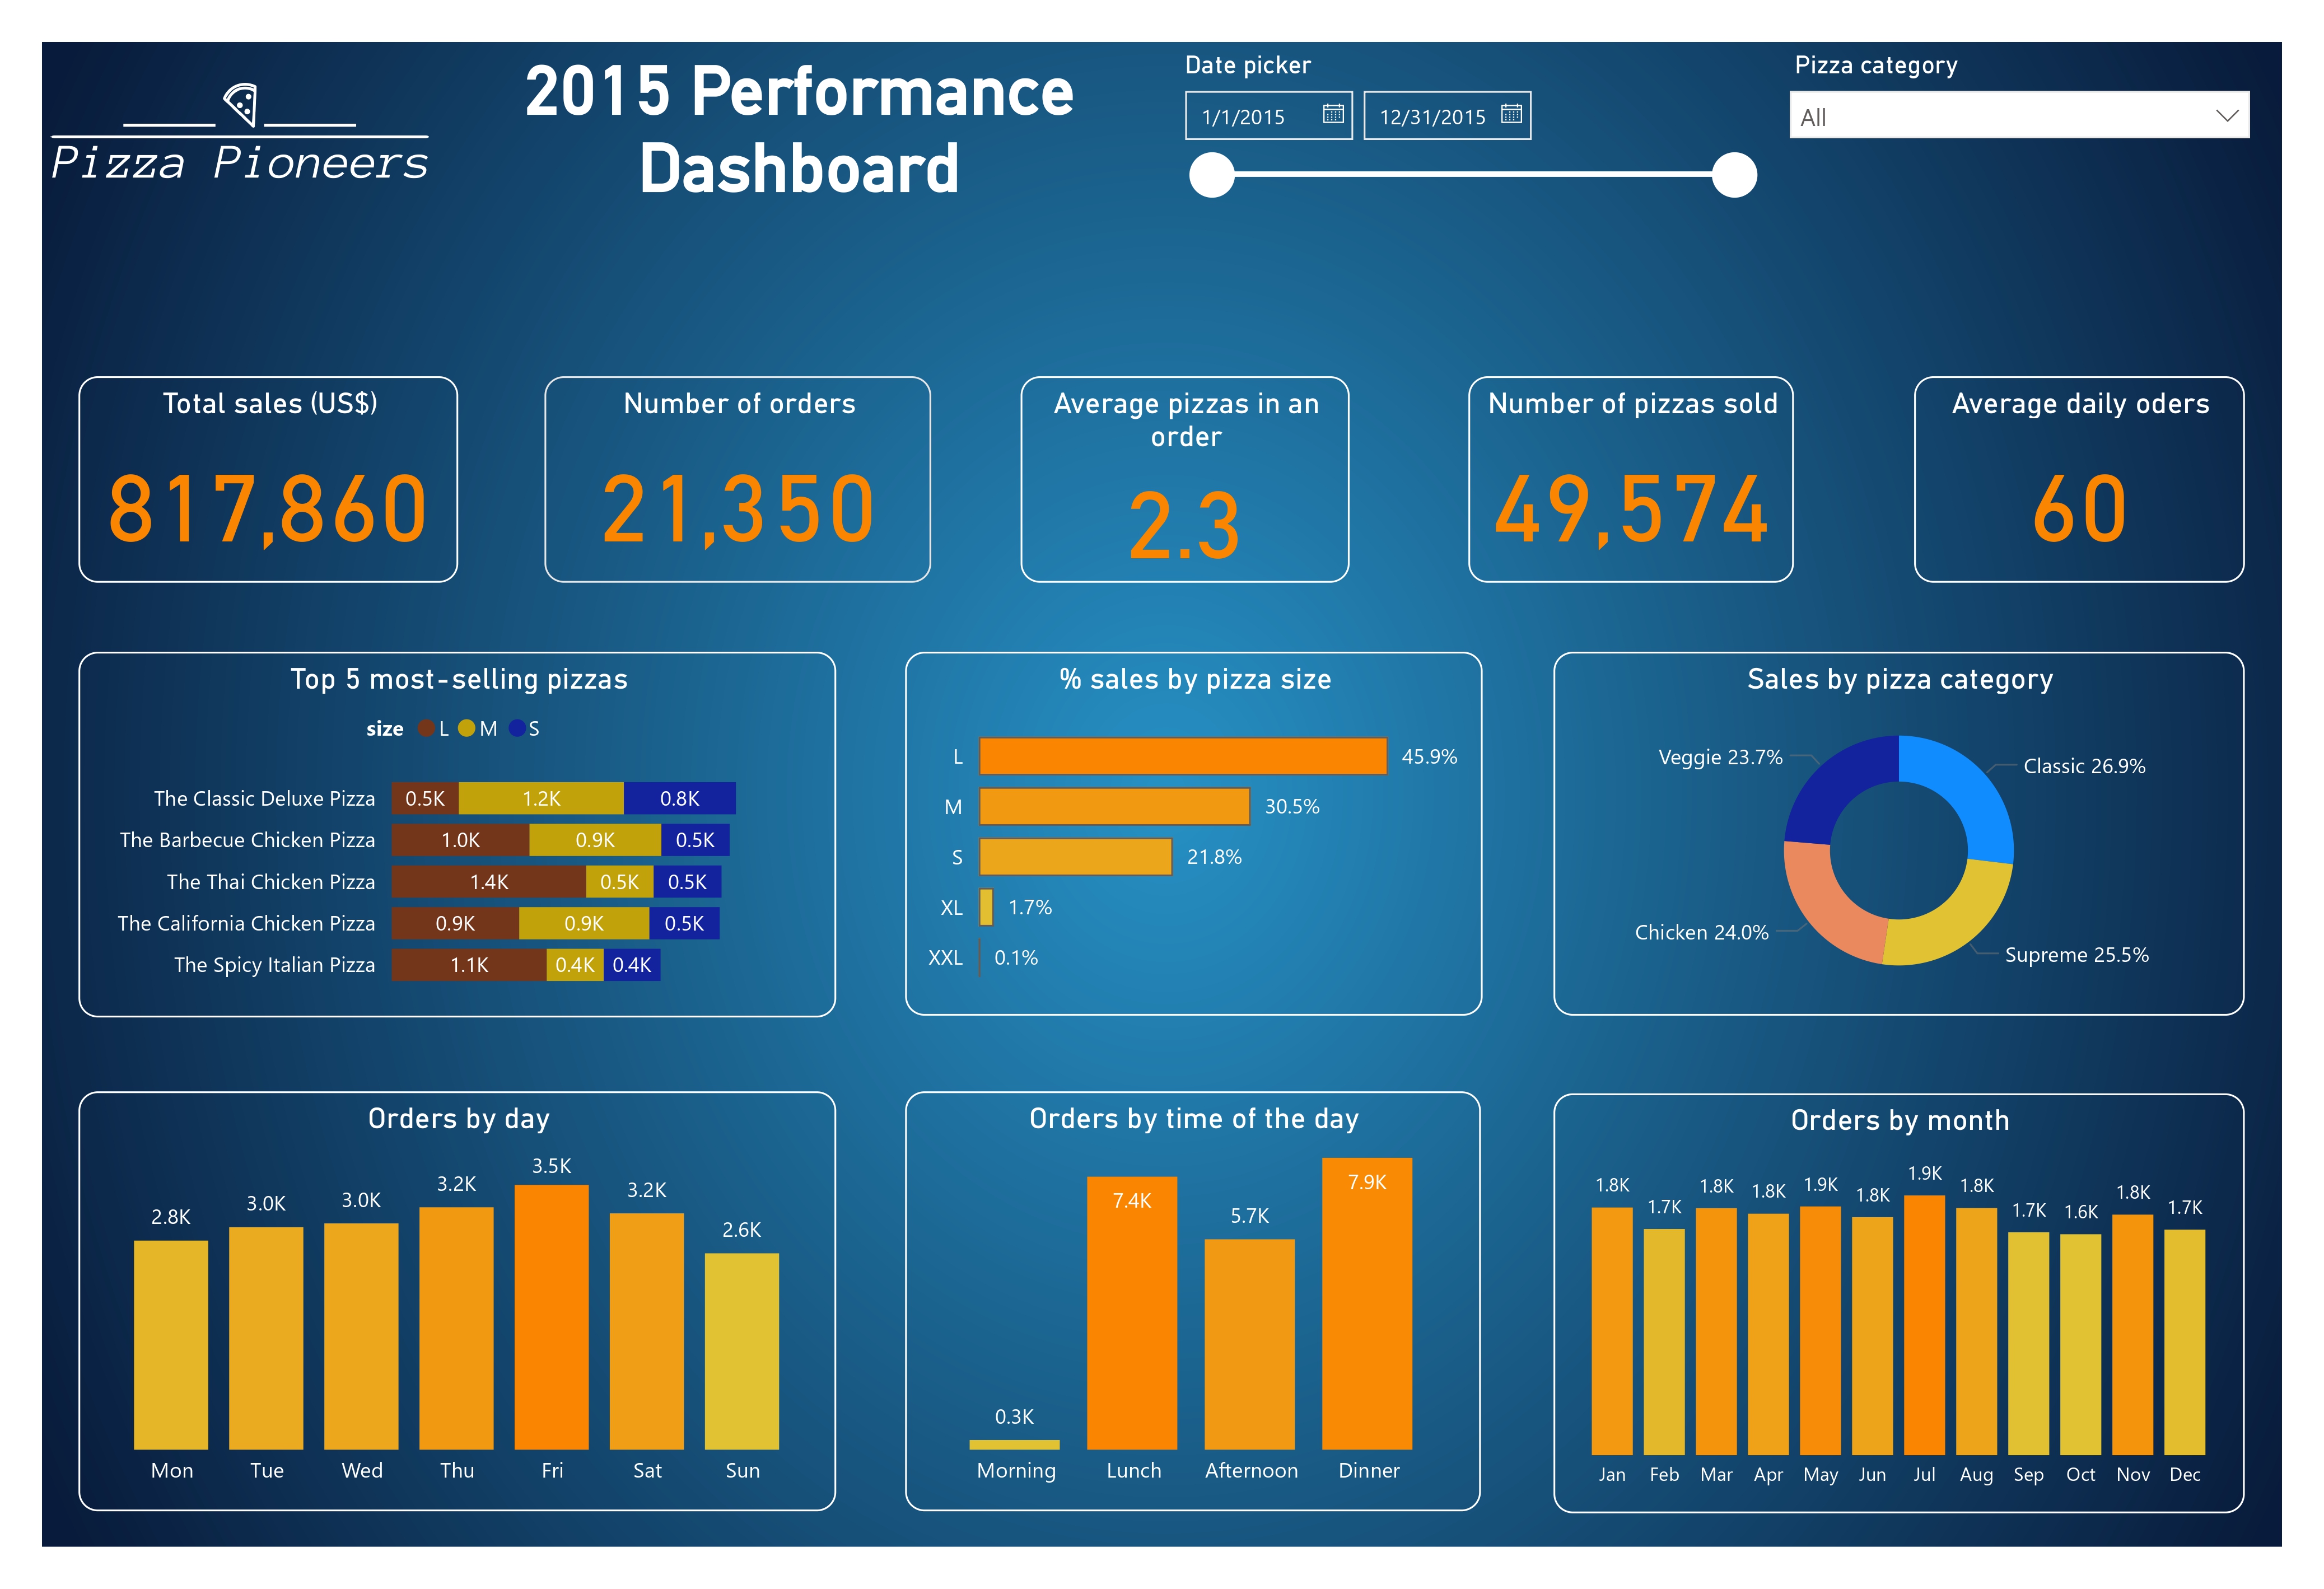 Pizza Pioneers
2015 Performance
Dashboard
Date picker
1/1/2015
12/31/2015
Pizza category
All
Total sales (US$)
817,860
Number of orders
21,350
Average pizzas in an
order
2.3
Number of pizzas sold
49,574
Average daily oders
60
Top 5 most-selling pizzas
size L M S
The Classic Deluxe Pizza 0.5K 1.2K 0.8K
The Barbecue Chicken Pizza 1.0K 0.9K 0.5K
The Thai Chicken Pizza 1.4K 0.5K 0.5K
The California Chicken Pizza 0.9K 0.9K 0.5K
The Spicy Italian Pizza 1.1K 0.4K 0.4K
% sales by pizza size
L 45.9%
M 30.5%
S 21.8%
XL 1.7%
XXL 0.1%
Sales by pizza category
Veggie 23.7%
Classic 26.9%
Chicken 24.0%
Supreme 25.5%
Orders by day
2.8K 3.0K 3.0K 3.2K 3.5K 3.2K 2.6K
Mon Tue Wed Thu Fri Sat Sun
Orders by time of the day
0.3K 7.4K 5.7K 7.9K
Morning Lunch Afternoon Dinner
Orders by month
1.8K 1.7K 1.8K 1.8K 1.9K 1.8K 1.9K 1.8K 1.7K 1.6K 1.8K 1.7K
Jan Feb Mar Apr May Jun Jul Aug Sep Oct Nov Dec